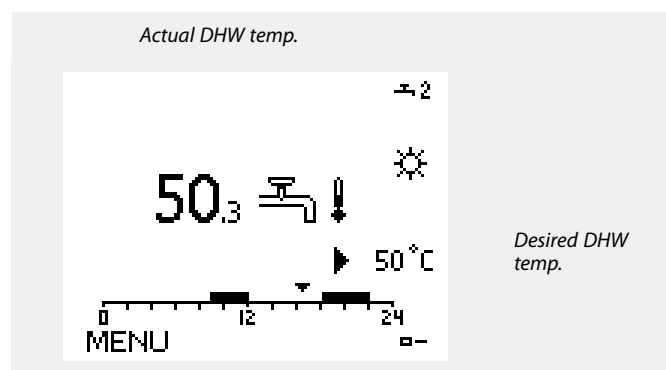 Actual DHW temp.
2
50.3
50°C
Desired DHW
temp.
0 12 24
MENU